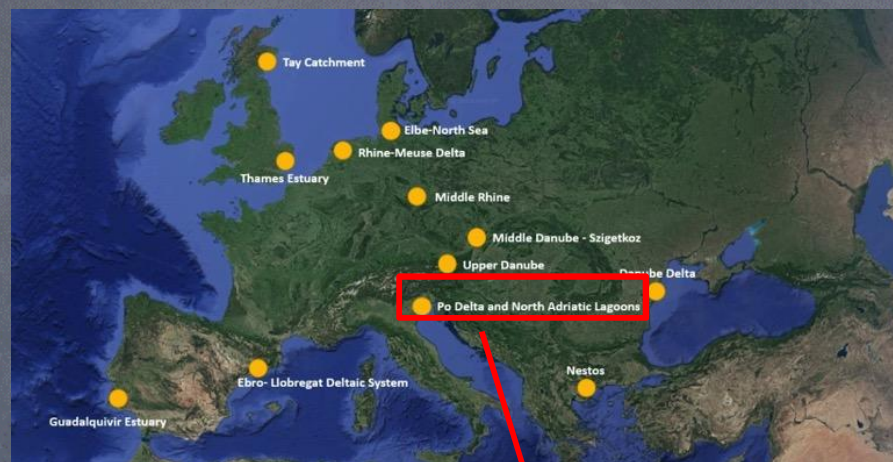 Tay Catchment
Elbe-North Sea
Rhine-Meuse Delta
Thames Estuary
Middle Rhine
Middle Danube - Szigetkoz
Upper Danube
Danube Delta
Po Delta and North Adriatic Lagoons
Nestos
Ebro- Llobregat Deltaic System
Guadalquivir Estuary